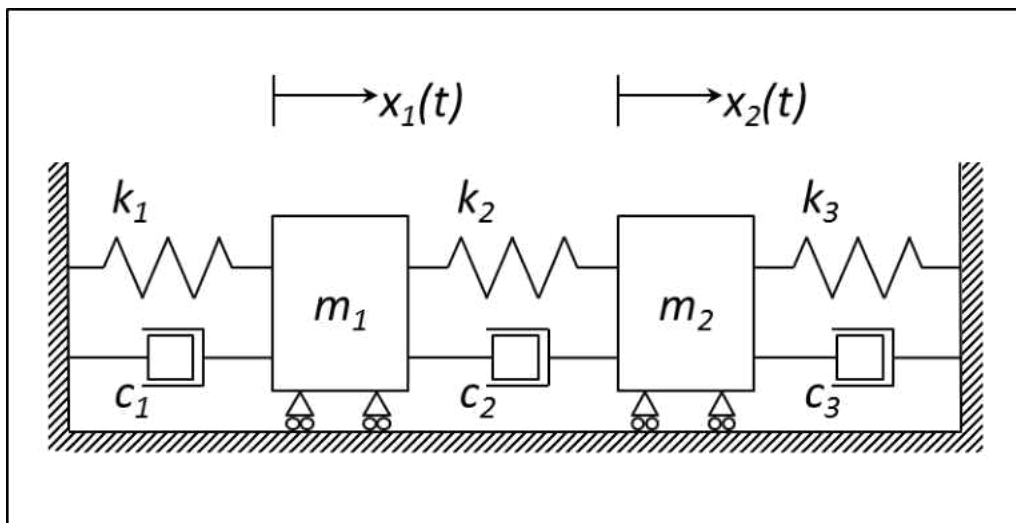 x₁(t) x₂(t)
k₁ k₂ k₃
m₁ m₂
c₁ c₂ c₃